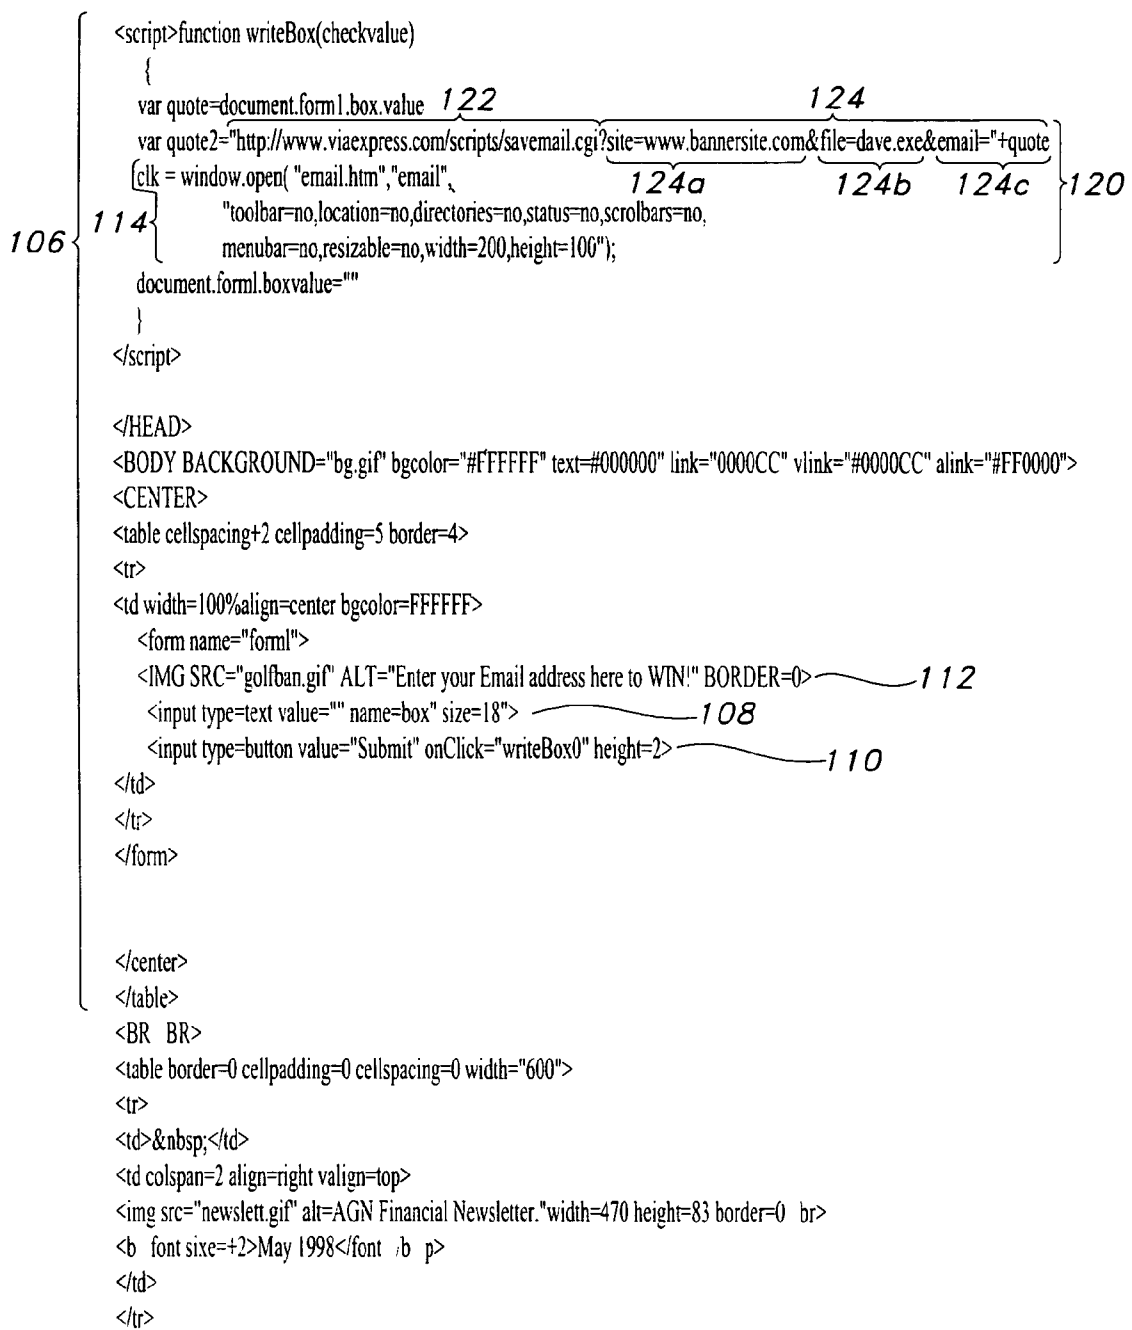 <script>function writeBox(checkvalue)
{
var quote=document.form1.box.value 122 124
var quote2="http://www.viaexpress.com/scripts/savemail.cgi?site=www.bannersite.com&file=dave.exe&email="+quote
clk = window.open( "email.htm","email", 124a 124b 124c 120
114 "toolbar=no,location=no,directories=no,status=no,scrolbars=no,
106 menubar=no,resizable=no,width=200,height=100");
document.forml.boxvalue=""
}
</script>
</HEAD>
<BODY BACKGROUND="bg.gif" bgcolor="#FFFFFF" text=#000000" link="0000CC" vlink="#0000CC" alink="#FF0000">
<CENTER>
<table cellspacing+2 cellpadding=5 border=4>
<tr>
<td width=100%align=center bgcolor=FFFFFF>
<form name="forml">
<IMG SRC="golfban.gif" ALT="Enter your Email address here to WIN!" BORDER=0> 112
<input type=text value="" name=box" size=18"> 108
<input type=button value="Submit" onClick="writeBox0" height=2> 110
</td>
</tr>
</form>
</center>
</table>
<BR BR>
<table border=0 cellpadding=0 cellspacing=0 width="600">
<tr>
<td>&nbsp;</td>
<td colspan=2 align=right valign=top>
<img src="newslett.gif" alt=AGN Financial Newsletter."width=470 height=83 border=0 br>
<b font sixe=+2>May 1998</font /b p>
</td>
</tr>